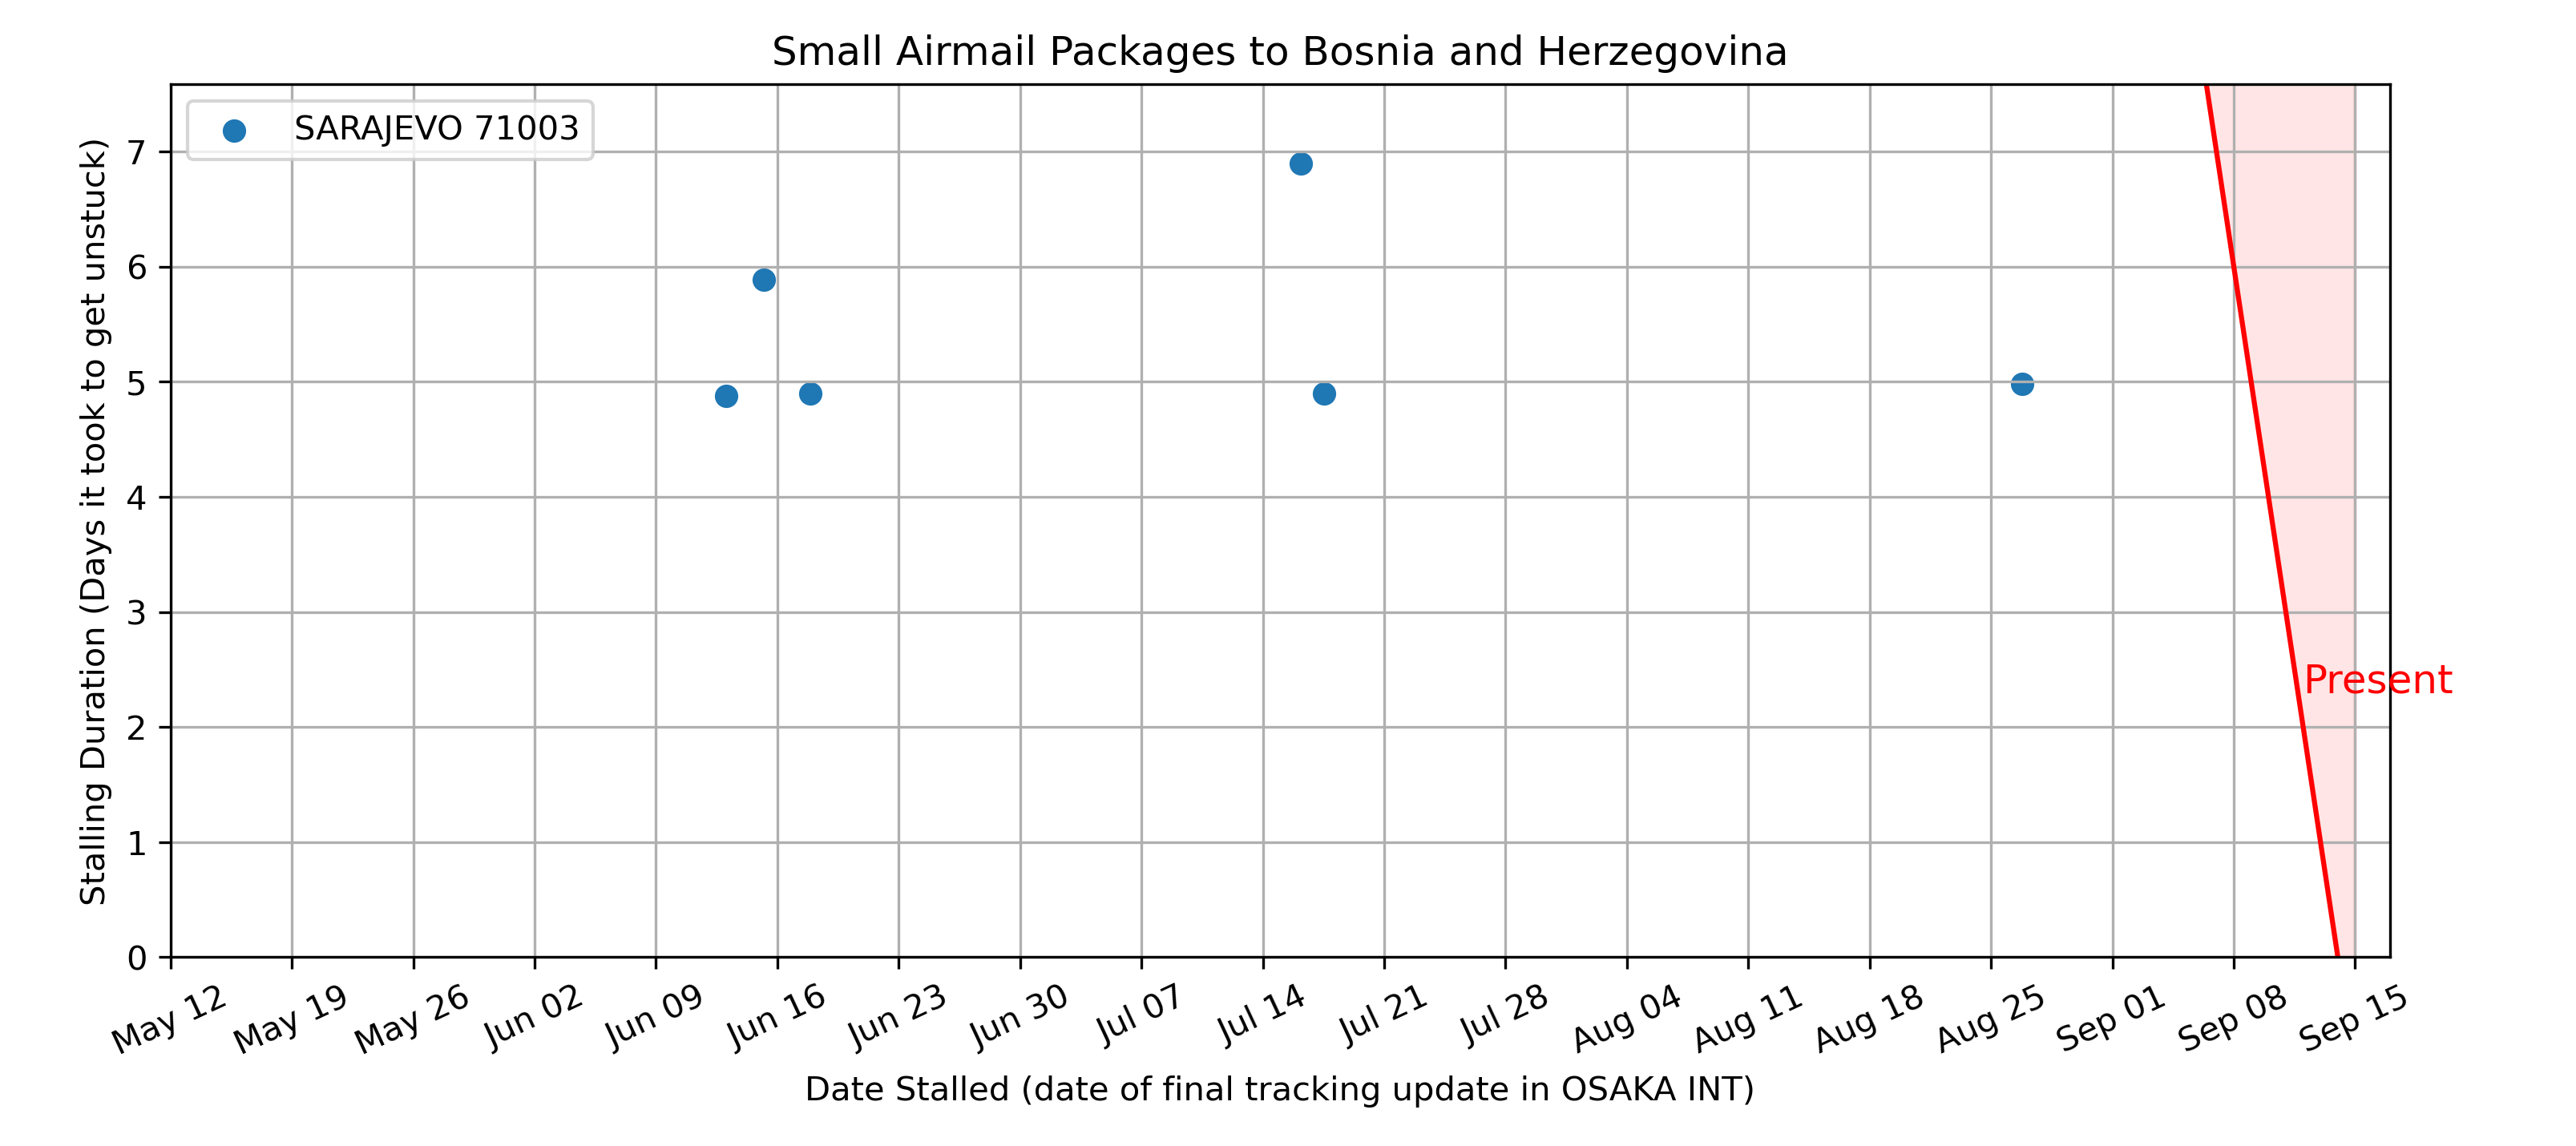 Small Airmail Packages to Bosnia and Herzegovina
SARAJEVO 71003
Stalling Duration (Days it took to get unstuck)
7
6
5
4
3
2
1
0
Present
May 12
May 19
May 26
Jun 02
Jun 09
Jun 16
Jun 23
Jun 30
Jul 07
Jul 14
Jul 21
Jul 28
Aug 04
Aug 11
Aug 18
Aug 25
Sep 01
Sep 08
Sep 15
Date Stalled (date of final tracking update in OSAKA INT)